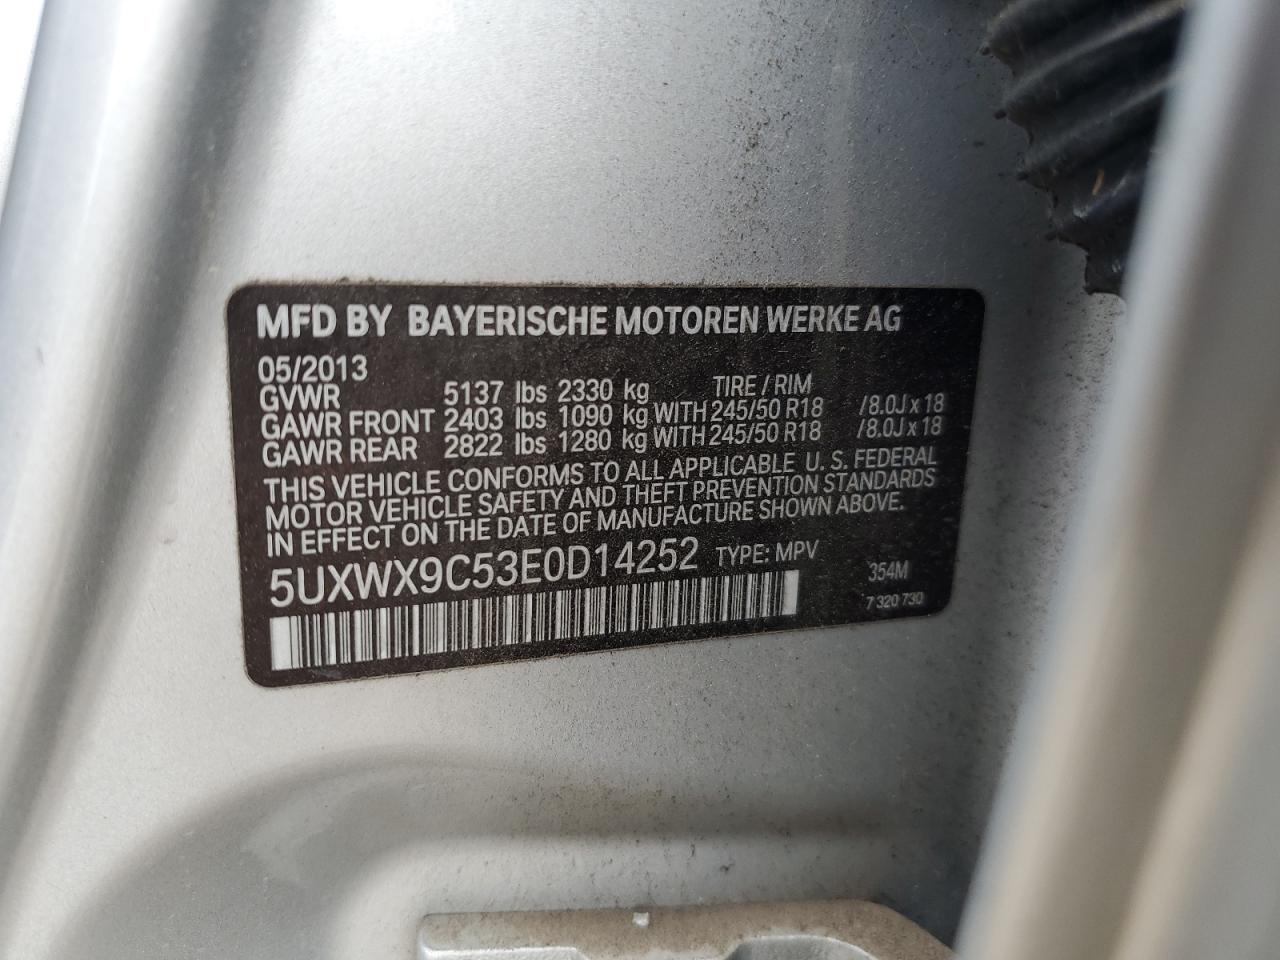 MFD BY BAYERISCHE MOTOREN WERKE AG
05/2013
GVWR 5137 lbs 2330 kg TIRE / RIM
GAWR FRONT 2403 lbs 1090 kg WITH 245/50 R18 /8.0J x 18
GAWR REAR 2822 lbs 1280 kg WITH 245/50 R18 /8.0J x 18
THIS VEHICLE CONFORMS TO ALL APPLICABLE U. S. FEDERAL
MOTOR VEHICLE SAFETY AND THEFT PREVENTION STANDARDS
IN EFFECT ON THE DATE OF MANUFACTURE SHOWN ABOVE.
5UXWX9C53E0D14252 TYPE: MPV
354M
7 320 730